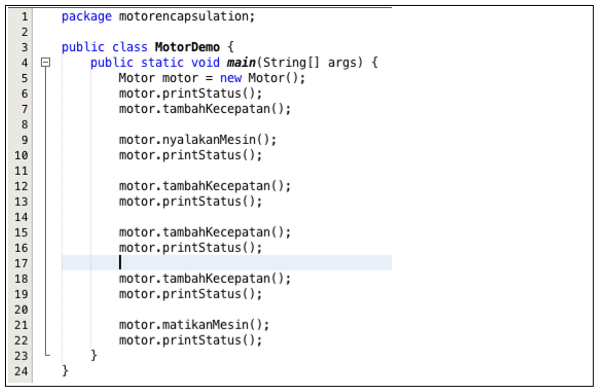 1 package motorencapsulation;
2
3 public class MotorDemo {
4 public static void main(String[] args) {
5 Motor motor = new Motor();
6 motor.printStatus();
7 motor.tambahKecepatan();
8
9 motor.nyalakanMesin();
10 motor.printStatus();
11
12 motor.tambahKecepatan();
13 motor.printStatus();
14
15 motor.tambahKecepatan();
16 motor.printStatus();
17
18 motor.tambahKecepatan();
19 motor.printStatus();
20
21 motor.matikanMesin();
22 motor.printStatus();
23 }
24 }